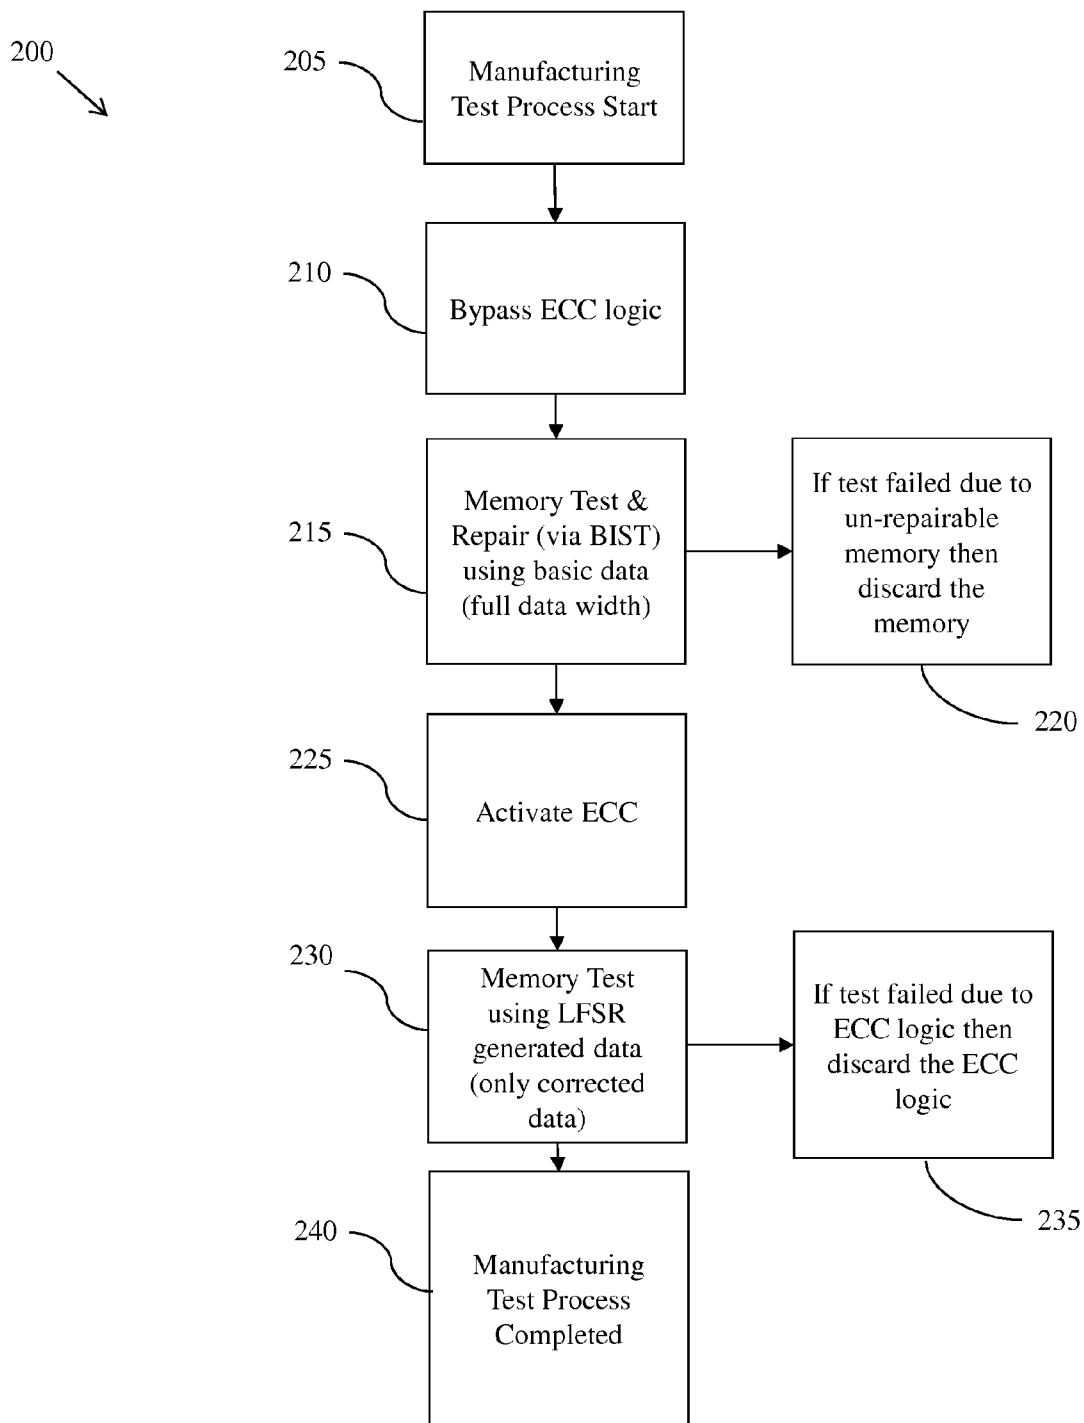 200
205
Manufacturing
Test Process Start
210
Bypass ECC logic
215
Memory Test &
Repair (via BIST)
using basic data
(full data width)
If test failed due to
un-repairable
memory then
discard the
memory
220
225
Activate ECC
230
Memory Test
using LFSR
generated data
(only corrected
data)
If test failed due to
ECC logic then
discard the ECC
logic
235
240
Manufacturing
Test Process
Completed